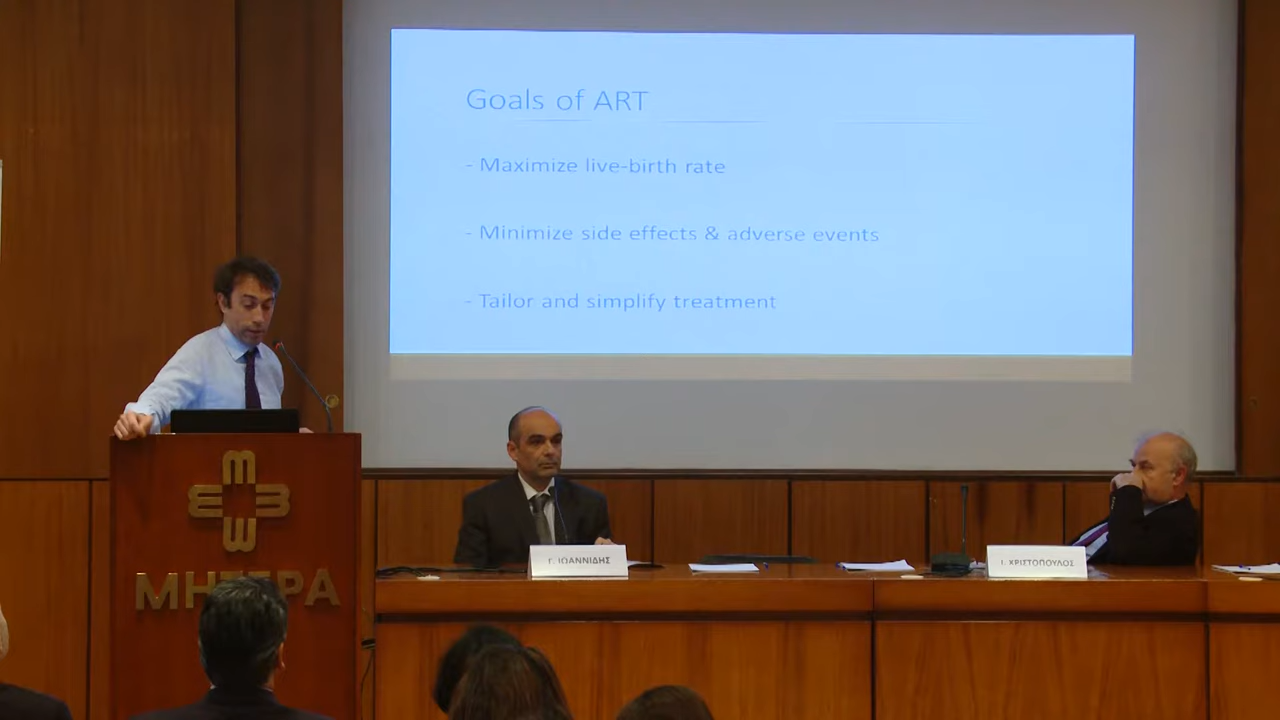 Goals of ART
- Maximize live-birth rate
- Minimize side effects & adverse events
- Tailor and simplify treatment
Γ. ΙΩΑΝΝΙΔΗΣ
Ι. ΧΡΙΣΤΟΠΟΥΛΟΣ
ΜΗΤΕΡΑ